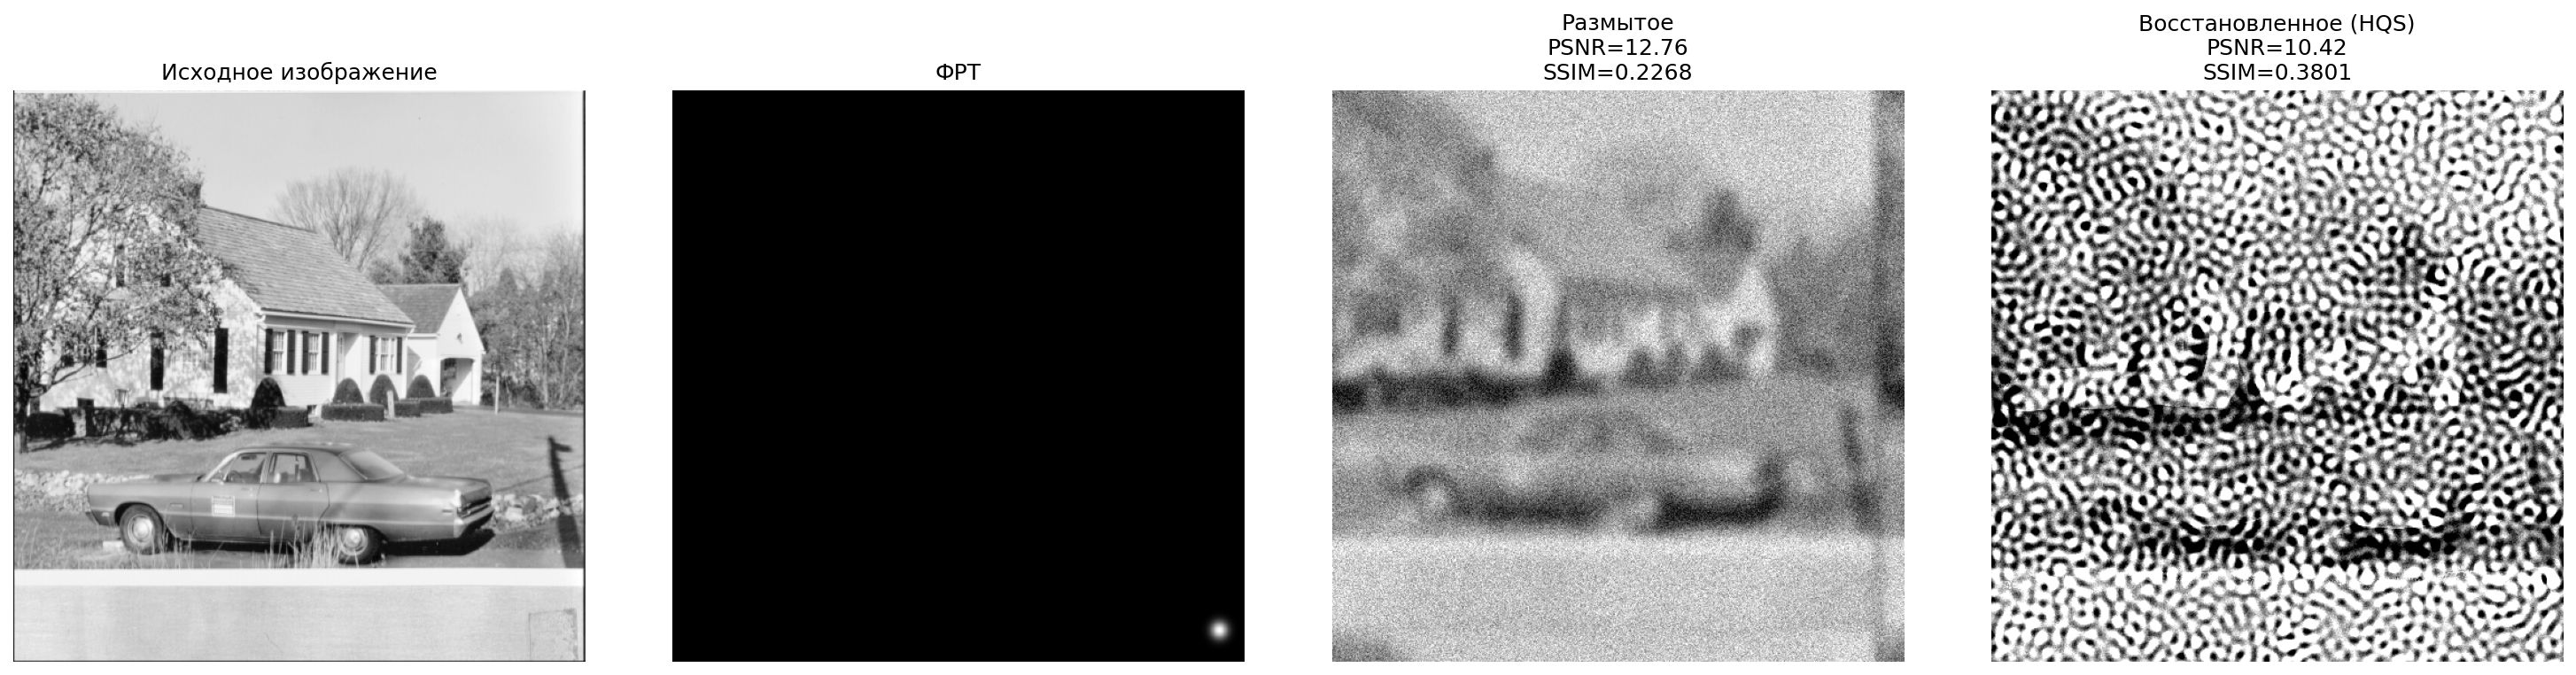 Исходное изображение
ФРТ
Размытое
PSNR=12.76
SSIM=0.2268
Восстановленное (HQS)
PSNR=10.42
SSIM=0.3801